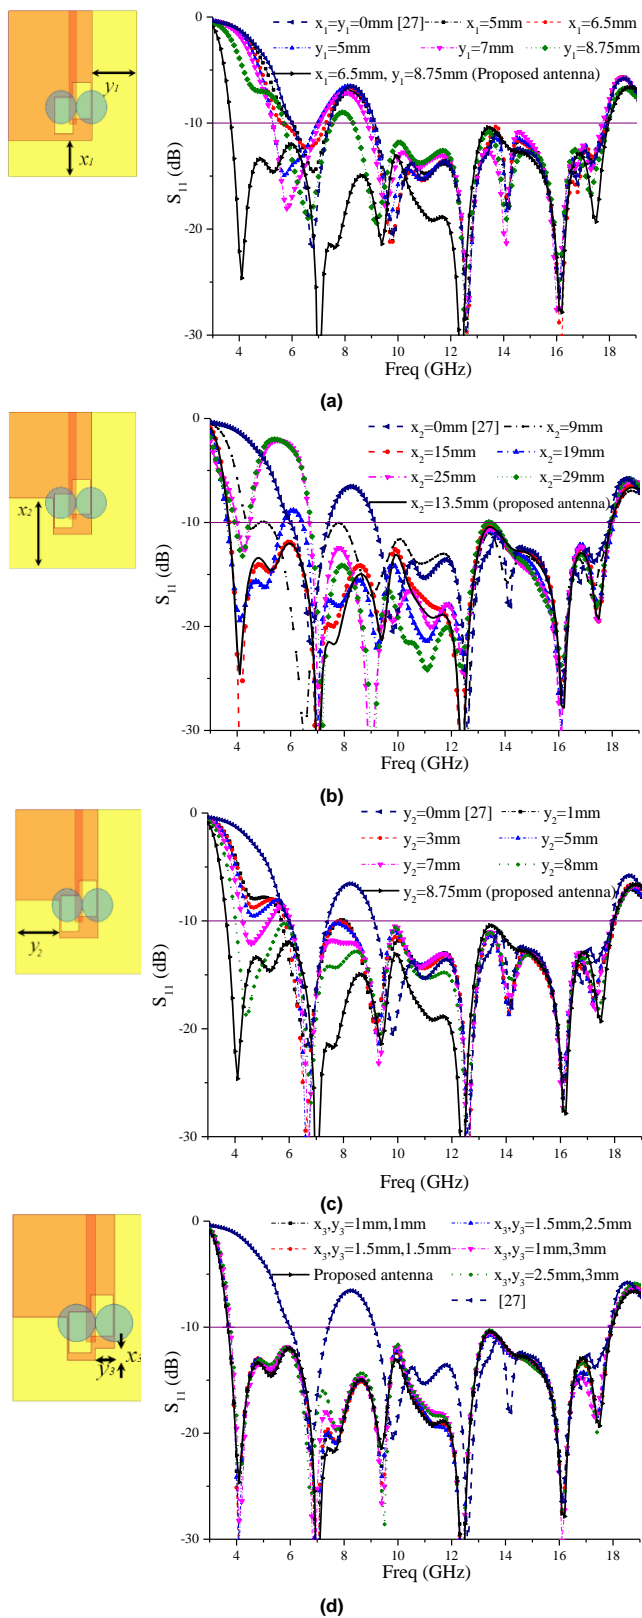 y1
x1
x1=y1=0mm [27] x1=5mm x1=6.5mm
y1=5mm y1=7mm y1=8.75mm
x1=6.5mm, y1=8.75mm (Proposed antenna)
0
-10
-20
-30
S11 (dB)
4 6 8 10 12 14 16 18
Freq (GHz)
(a)
x2
x2=0mm [27] x2=9mm
x2=15mm x2=19mm
x2=25mm x2=29mm
x2=13.5mm (proposed antenna)
0
-10
-20
-30
S11 (dB)
4 6 8 10 12 14 16 18
Freq (GHz)
(b)
y2
y2=0mm [27] y2=1mm
y2=3mm y2=5mm
y2=7mm y2=8mm
y2=8.75mm (proposed antenna)
0
-10
-20
-30
S11 (dB)
4 6 8 10 12 14 16 18
Freq (GHz)
(c)
x3
y3
x3,y3=1mm,1mm x3,y3=1.5mm,2.5mm
x3,y3=1.5mm,1.5mm x3,y3=1mm,3mm
Proposed antenna x3,y3=2.5mm,3mm
[27]
0
-10
-20
-30
S11 (dB)
4 6 8 10 12 14 16 18
Freq (GHz)
(d)